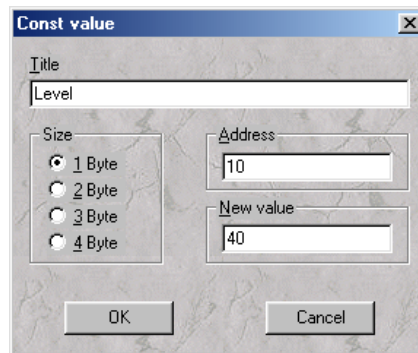 Const value
Title
Level
Size
1 Byte
2 Byte
3 Byte
4 Byte
Address
10
New value
40
OK
Cancel